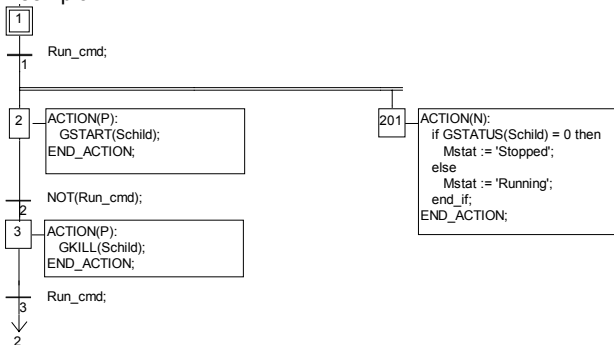 1
Run_cmd;
1
2
ACTION(P):
GSTART(Schild);
END_ACTION;
201
ACTION(N):
if GSTATUS(Schild) = 0 then
Mstat := 'Stopped';
else
Mstat := 'Running';
end_if;
END_ACTION;
NOT(Run_cmd);
2
3
ACTION(P):
GKILL(Schild);
END_ACTION;
Run_cmd;
3
2